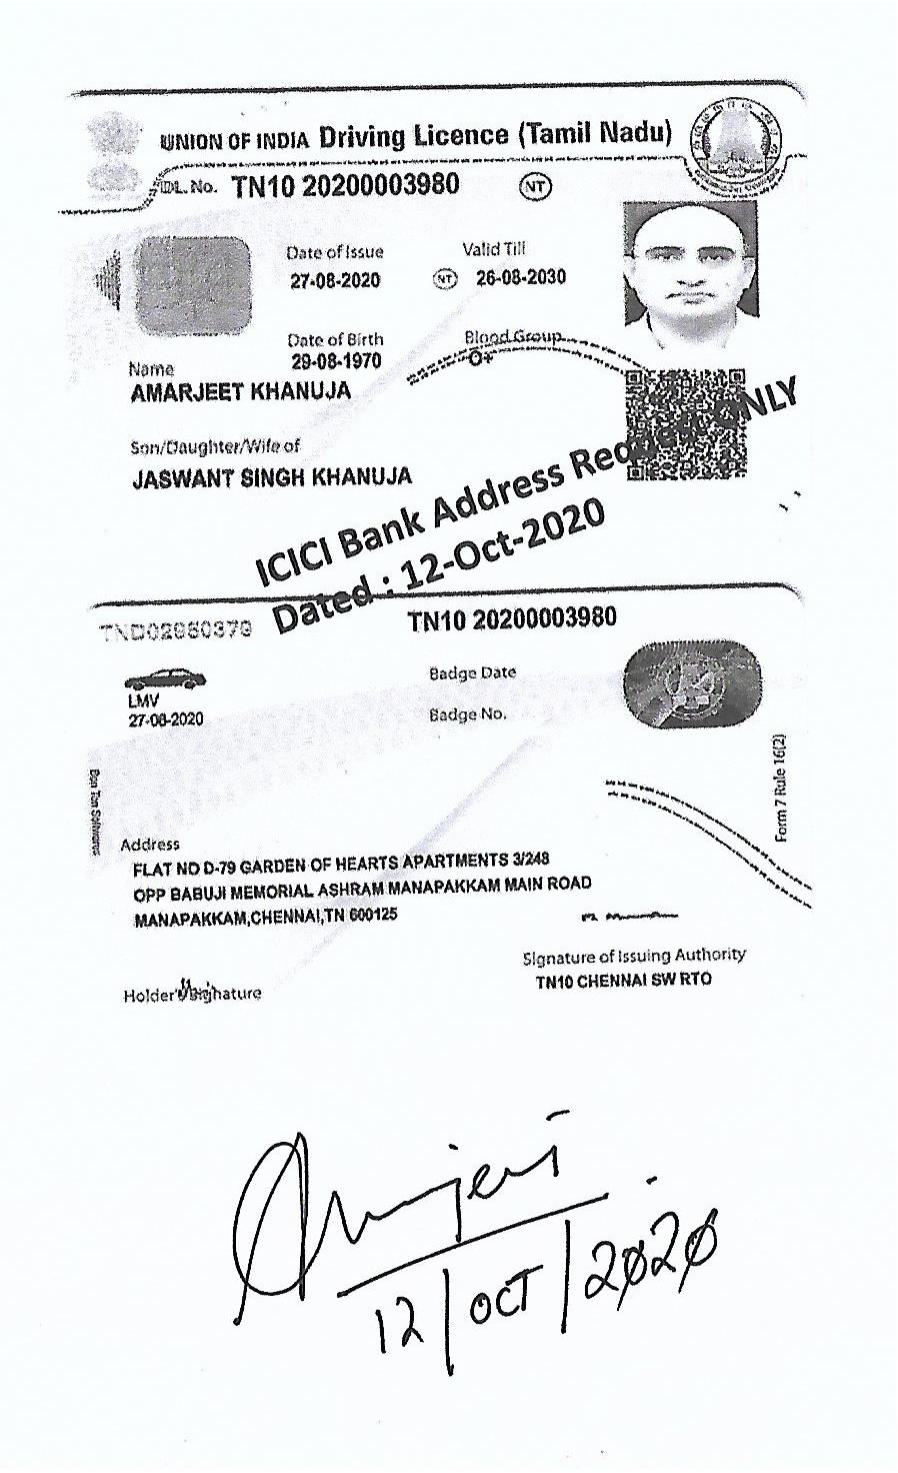 UNION OF INDIA Driving Licence (Tamil Nadu)
DL. No. TN10 20200003980 NT
Date of Issue Valid Till
27-08-2020 NT 26-08-2030
Date of Birth Blood Group
29-08-1970 O+
Name
AMARJEET KHANUJA
Son/Daughter/Wife of
JASWANT SINGH KHANUJA
ICICI Bank Address Request ONLY
Dated : 12-Oct-2020
TN10 20200003980
Badge Date
LMV
27-08-2020
Badge No.
Form 7 Rule 16(2)
Address
FLAT NO D-79 GARDEN OF HEARTS APARTMENTS 3/248
OPP BABUJI MEMORIAL ASHRAM MANAPAKKAM MAIN ROAD
MANAPAKKAM,CHENNAI,TN 600125
Signature of Issuing Authority
TN10 CHENNAI SW RTO
Holder's Signature
12/OCT/2020